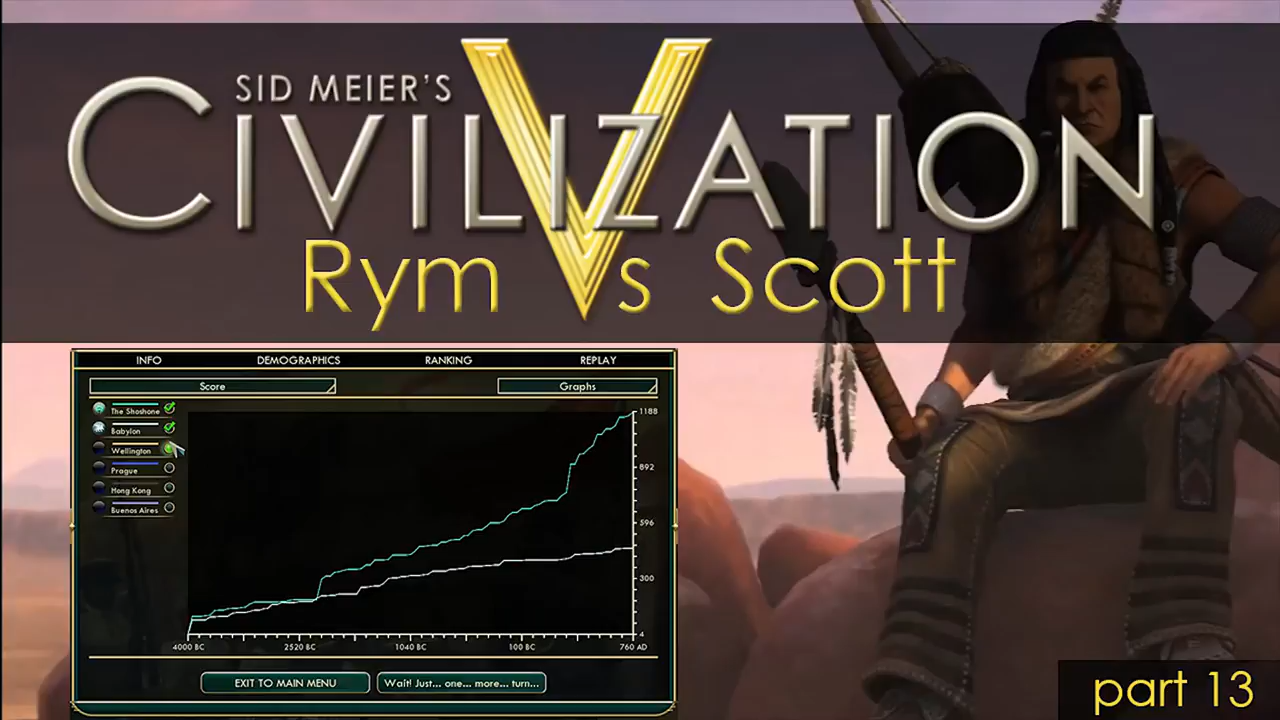 SID MEIER'S
CIVILIZATION
V
Rym Vs Scott
INFO DEMOGRAPHICS RANKING REPLAY
Score Graphs
The Shoshone
Babylon
Wellington
Prague
Hong Kong
Buenos Aires
1188
892
596
300
4
4000 BC 2520 BC 1040 BC 100 BC 760 AD
EXIT TO MAIN MENU Wait! Just... one... more... turn...
part 13